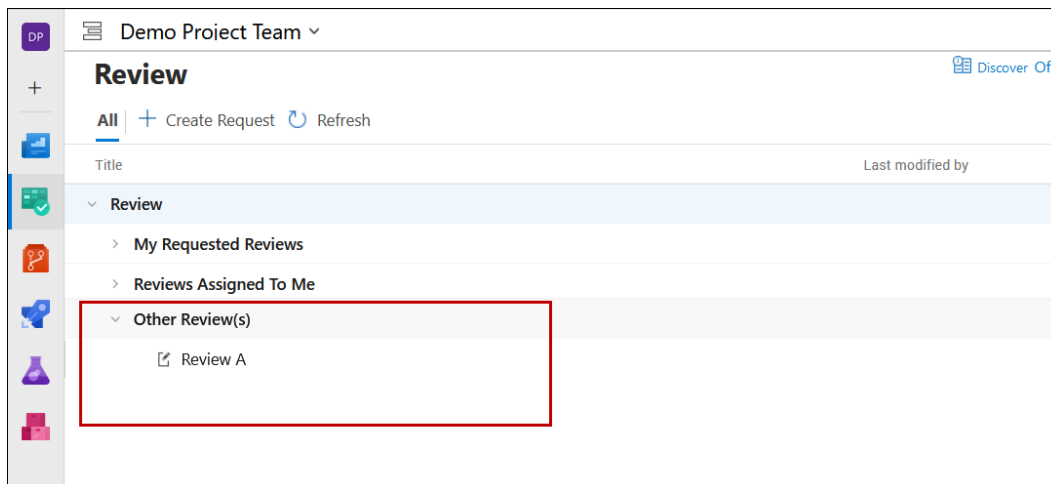 DP
Demo Project Team
Review
Discover Of
All
Create Request
Refresh
Title
Last modified by
Review
My Requested Reviews
Reviews Assigned To Me
Other Review(s)
Review A